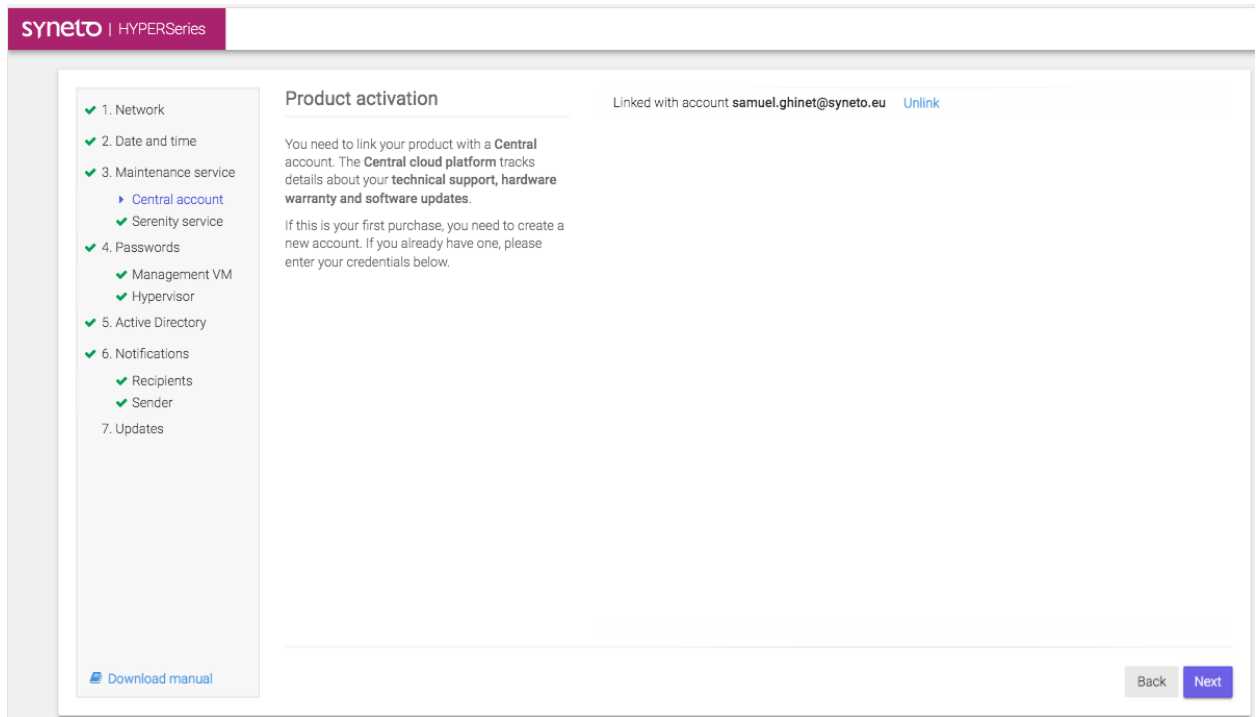 syneto | HYPERSeries
1. Network
2. Date and time
3. Maintenance service
Central account
Serenity service
4. Passwords
Management VM
Hypervisor
5. Active Directory
6. Notifications
Recipients
Sender
7. Updates
Download manual
Product activation
You need to link your product with a Central
account. The Central cloud platform tracks
details about your technical support, hardware
warranty and software updates.
If this is your first purchase, you need to create a
new account. If you already have one, please
enter your credentials below.
Linked with account samuel.ghinet@syneto.eu Unlink
Back Next